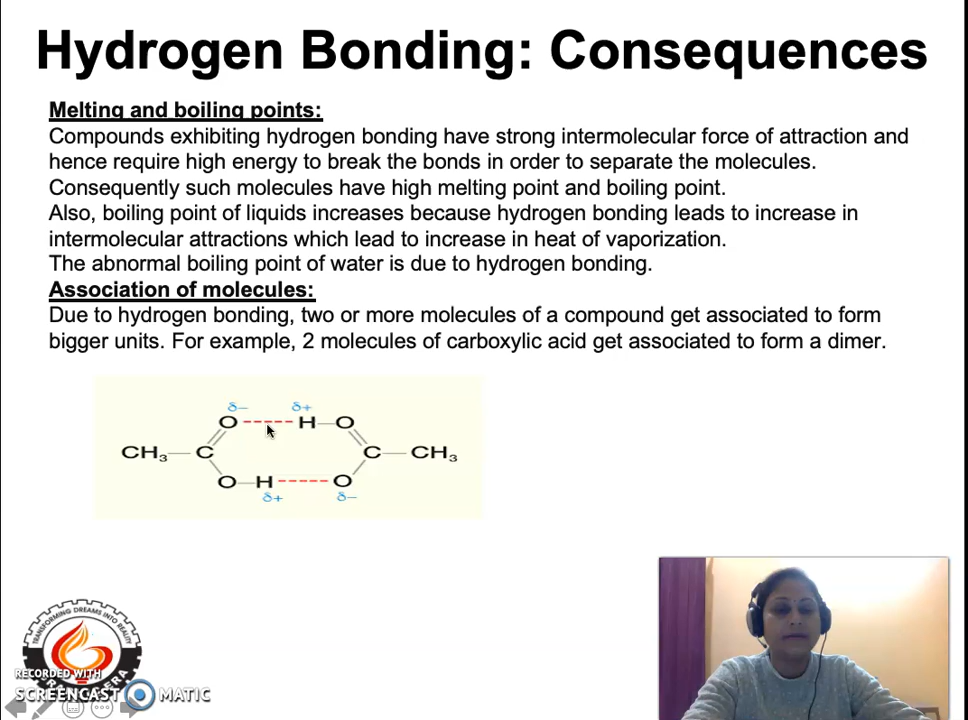 Hydrogen Bonding: Consequences
Melting and boiling points:
Compounds exhibiting hydrogen bonding have strong intermolecular force of attraction and
hence require high energy to break the bonds in order to separate the molecules.
Consequently such molecules have high melting point and boiling point.
Also, boiling point of liquids increases because hydrogen bonding leads to increase in
intermolecular attractions which lead to increase in heat of vaporization.
The abnormal boiling point of water is due to hydrogen bonding.
Association of molecules:
Due to hydrogen bonding, two or more molecules of a compound get associated to form
bigger units. For example, 2 molecules of carboxylic acid get associated to form a dimer.
δ– δ+
O H O
CH₃ C C CH₃
O H O
δ+ δ–
TRANSFORMING DREAMS INTO REALITY
RECORDED WITH
SCREENCAST MATIC